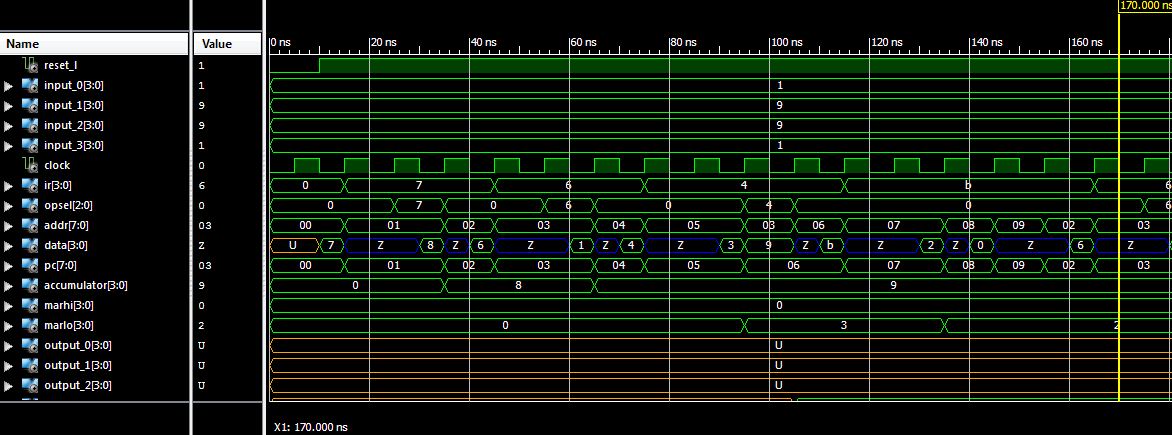 170.000 ns
Name Value 0 ns 20 ns 40 ns 60 ns 80 ns 100 ns 120 ns 140 ns 160 ns
reset_l 1
input_0[3:0] 1 1
input_1[3:0] 9 9
input_2[3:0] 9 9
input_3[3:0] 1 1
clock 0
ir[3:0] 6 0 7 6 4 b 6
opsel[2:0] 0 0 7 0 6 0 4 0 6
addr[7:0] 03 00 01 02 03 04 05 03 06 07 08 09 02 03
data[3:0] Z U 7 Z 8 Z 6 Z 1 Z 4 Z 3 9 Z b Z 2 Z 0 Z 6 Z
pc[7:0] 03 00 01 02 03 04 05 06 07 08 09 02 03
accumulator[3:0] 9 0 8 9
marhi[3:0] 0 0
marlo[3:0] 2 0 3 2
output_0[3:0] U U
output_1[3:0] U U
output_2[3:0] U U
X1: 170.000 ns